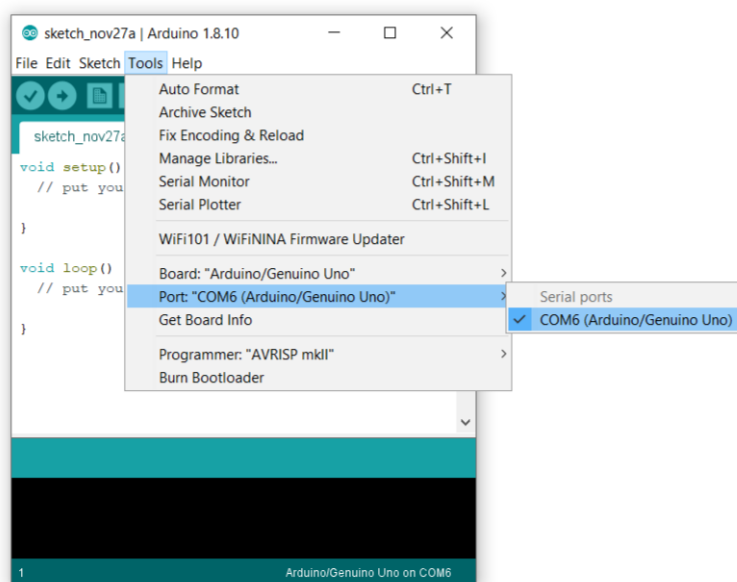 sketch_nov27a | Arduino 1.8.10
File Edit Sketch Tools Help
sketch_nov27a
void setup()
// put you
}
void loop()
// put you
}
Auto Format Ctrl+T
Archive Sketch
Fix Encoding & Reload
Manage Libraries... Ctrl+Shift+I
Serial Monitor Ctrl+Shift+M
Serial Plotter Ctrl+Shift+L
WiFi101 / WiFiNINA Firmware Updater
Board: "Arduino/Genuino Uno"
Port: "COM6 (Arduino/Genuino Uno)"
Get Board Info
Programmer: "AVRISP mkII"
Burn Bootloader
Serial ports
COM6 (Arduino/Genuino Uno)
1 Arduino/Genuino Uno on COM6